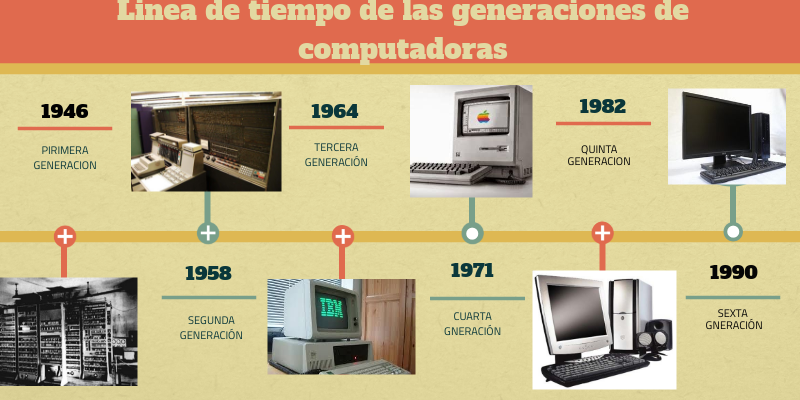 Línea de tiempo de las generaciones de
computadoras
1946
PIRIMERA
GENERACION
1964
TERCERA
GENERACIÓN
1982
QUINTA
GENERACION
1958
SEGUNDA
GENERACIÓN
IBM
1971
CUARTA
GNERACIÓN
1990
SEXTA
GNERACIÓN